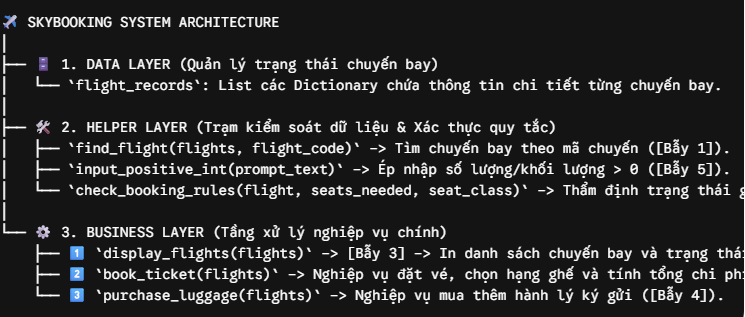 ✈️ SKYBOOKING SYSTEM ARCHITECTURE
│
├── 🗄️ 1. DATA LAYER (Quản lý trạng thái chuyến bay)
│   └── `flight_records`: List các Dictionary chứa thông tin chi tiết từng chuyến bay.
│
├── 🛠️ 2. HELPER LAYER (Trạm kiểm soát dữ liệu & Xác thực quy tắc)
│   ├── `find_flight(flights, flight_code)` -> Tìm chuyến bay theo mã chuyến ([Bẫy 1]).
│   ├── `input_positive_int(prompt_text)` -> Ép nhập số lượng/khối lượng > 0 ([Bẫy 5]).
│   └── `check_booking_rules(flight, seats_needed, seat_class)` -> Thẩm định trạng thái
│
└── ⚙️ 3. BUSINESS LAYER (Tầng xử lý nghiệp vụ chính)
    ├── 1️⃣ `display_flights(flights)` -> [Bẫy 3] -> In danh sách chuyến bay và trạng thái
    ├── 2️⃣ `book_ticket(flights)` -> Nghiệp vụ đặt vé, chọn hạng ghế và tính tổng chi phí
    └── 3️⃣ `purchase_luggage(flights)` -> Nghiệp vụ mua thêm hành lý ký gửi ([Bẫy 4]).